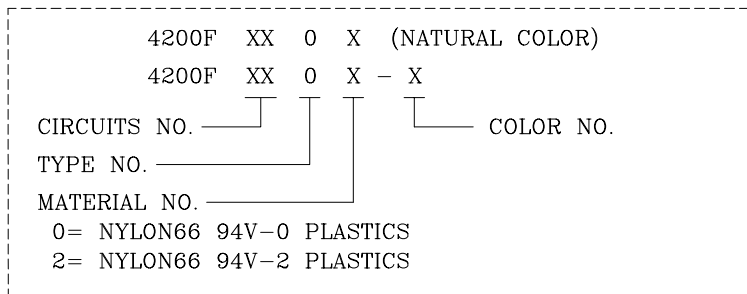 4200F XX 0 X (NATURAL COLOR)
4200F XX 0 X - X
CIRCUITS NO. COLOR NO.
TYPE NO.
MATERIAL NO.
0= NYLON66 94V-0 PLASTICS
2= NYLON66 94V-2 PLASTICS